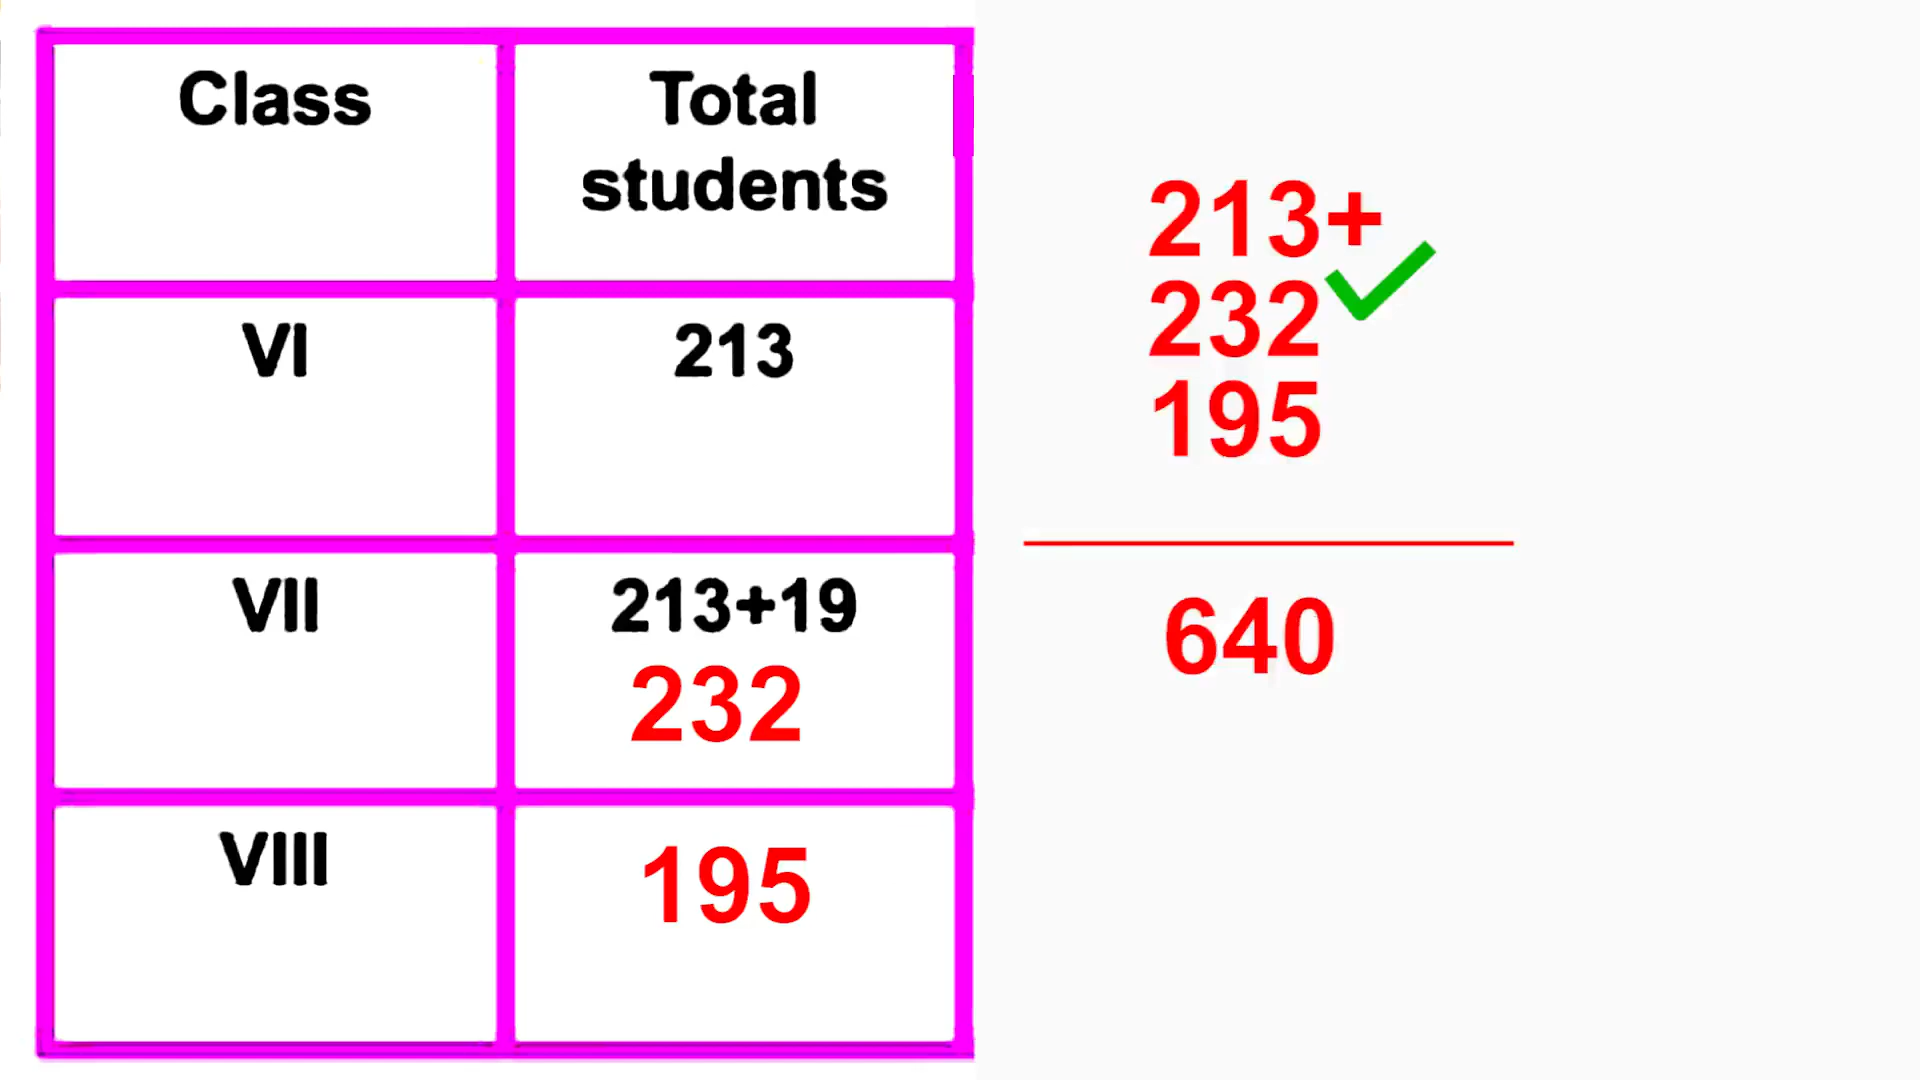 Class
Total
students
VI
213
VII
213+19
232
VIII
195
213+
232
195
640